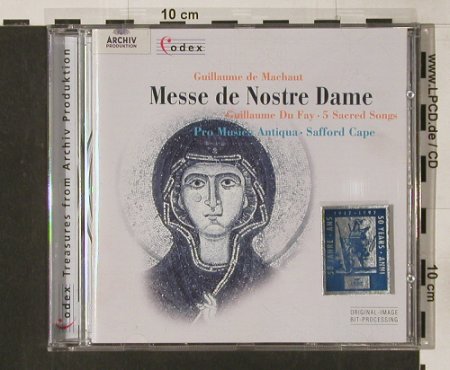 10 cm
ARCHIV
PRODUKTION
Codex
Guillaume de Machaut
Messe de Nostre Dame
Guillaume Du Fay · 5 Sacred Songs
Pro Musica Antiqua · Safford Cape
50 YEARS · ANNI
ORIGINAL-IMAGE
BIT-PROCESSING
Codex Treasures from Archiv Produktion
www.LPCD.de / CD
10 cm